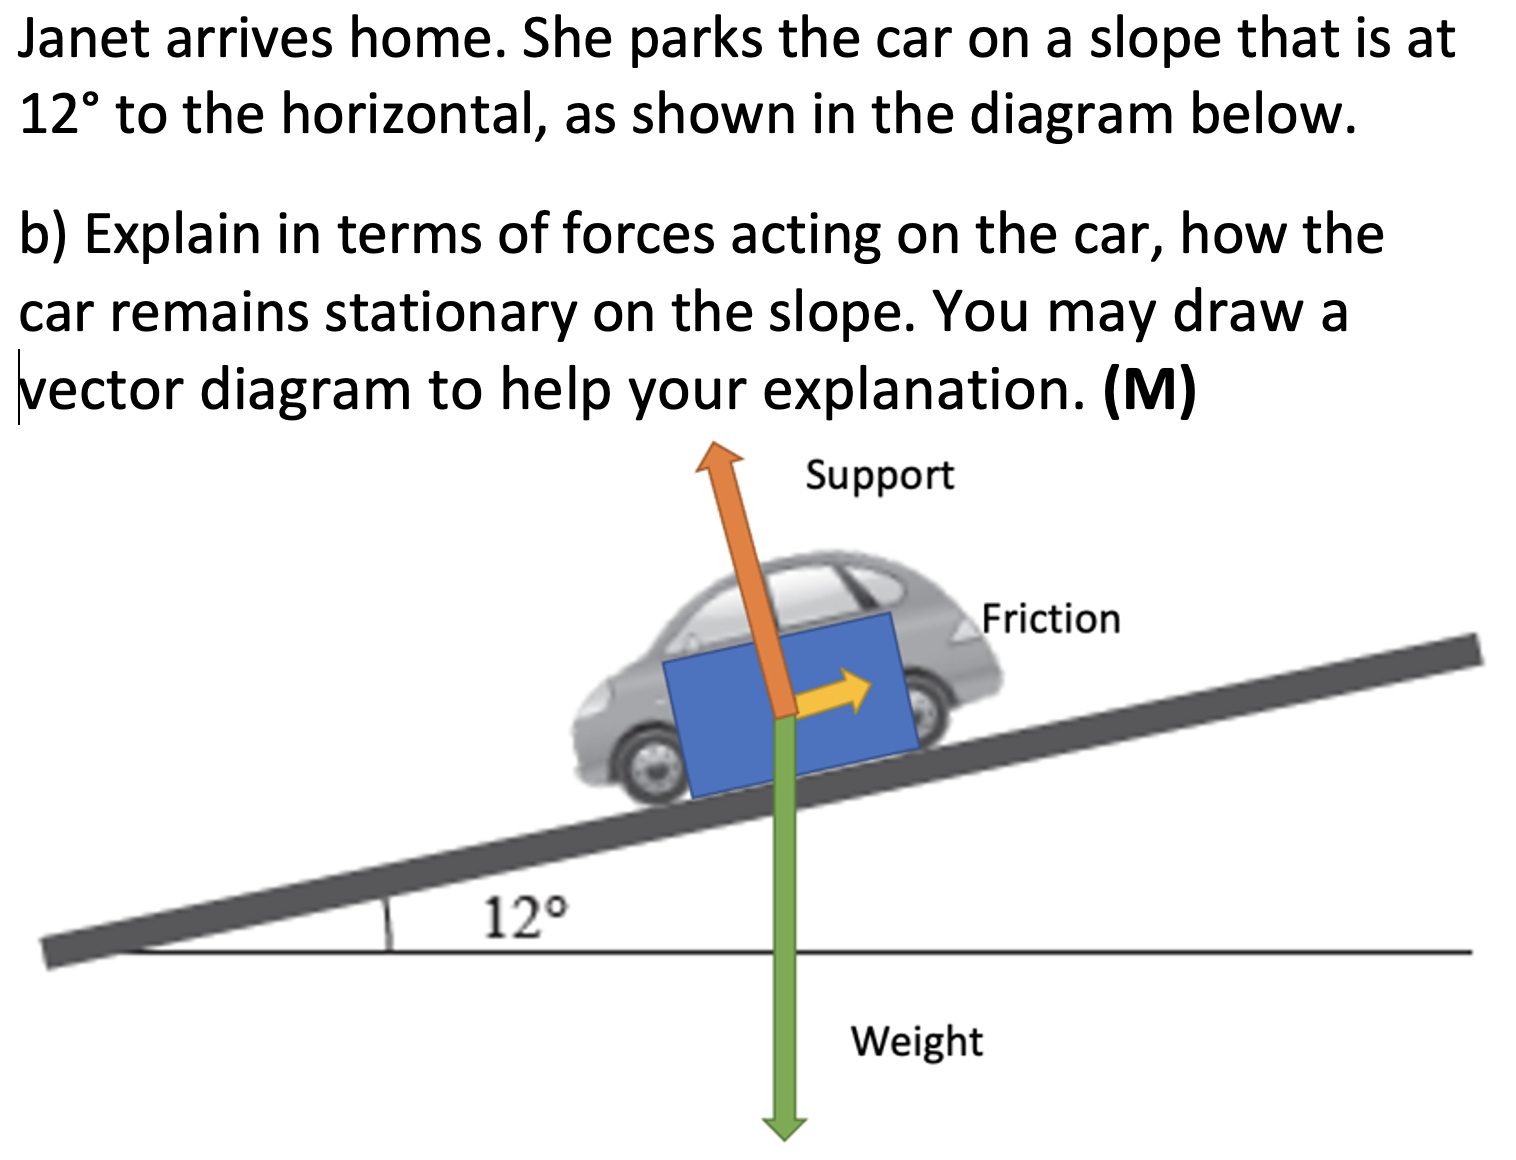 Janet arrives home. She parks the car on a slope that is at
12° to the horizontal, as shown in the diagram below.
b) Explain in terms of forces acting on the car, how the
car remains stationary on the slope. You may draw a
vector diagram to help your explanation. (M)
Support
Friction
12°
Weight